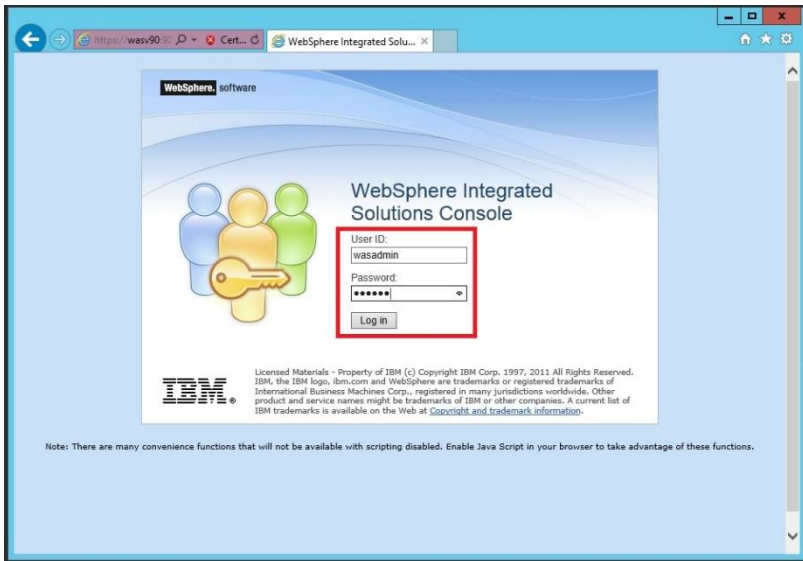 https://wasv90:90
Cert...
WebSphere Integrated Solu...
WebSphere. software
WebSphere Integrated
Solutions Console
User ID:
wasadmin
Password:
••••••
Log in
IBM®
Licensed Materials - Property of IBM (c) Copyright IBM Corp. 1997, 2011 All Rights Reserved.
IBM, the IBM logo, ibm.com and WebSphere are trademarks or registered trademarks of
International Business Machines Corp., registered in many jurisdictions worldwide. Other
product and service names might be trademarks of IBM or other companies. A current list of
IBM trademarks is available on the Web at Copyright and trademark information.
Note: There are many convenience functions that will not be available with scripting disabled. Enable Java Script in your browser to take advantage of these functions.